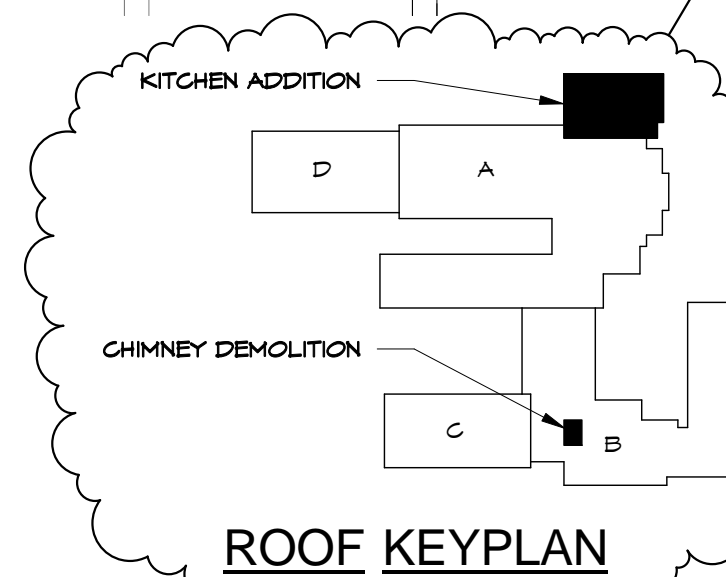 KITCHEN ADDITION
D
A
CHIMNEY DEMOLITION
C
B
ROOF KEYPLAN